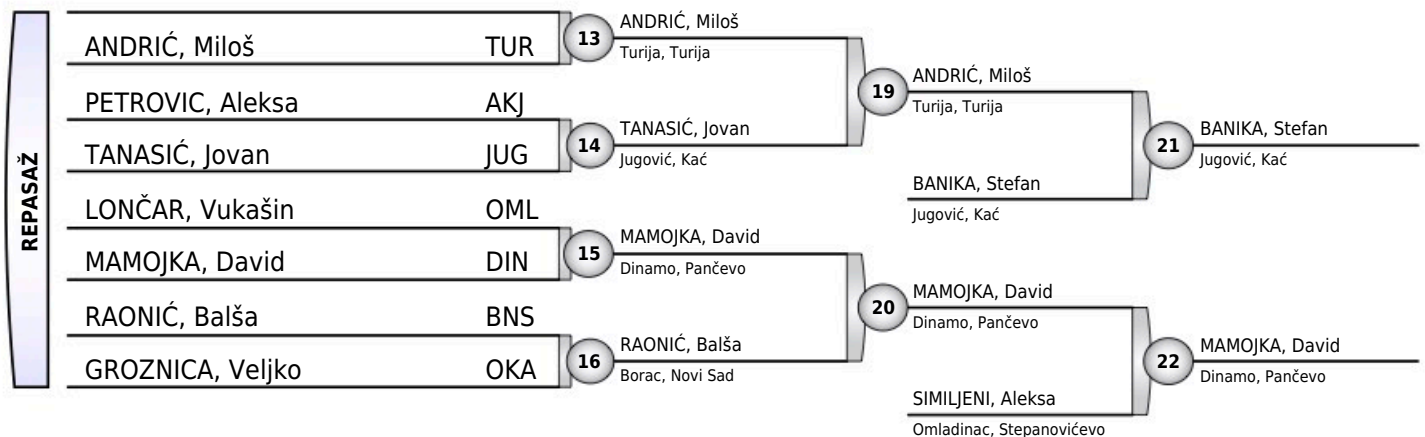 REPASAŽ
ANDRIĆ, Miloš TUR
PETROVIC, Aleksa AKJ
TANASIĆ, Jovan JUG
LONČAR, Vukašin OML
MAMOJKA, David DIN
RAONIĆ, Balša BNS
GROZNICA, Veljko OKA
13
ANDRIĆ, Miloš
Turija, Turija
14
TANASIĆ, Jovan
Jugović, Kać
15
MAMOJKA, David
Dinamo, Pančevo
16
RAONIĆ, Balša
Borac, Novi Sad
19
ANDRIĆ, Miloš
Turija, Turija
BANIKA, Stefan
Jugović, Kać
20
MAMOJKA, David
Dinamo, Pančevo
SIMILJENI, Aleksa
Omladinac, Stepanovićevo
21
BANIKA, Stefan
Jugović, Kać
22
MAMOJKA, David
Dinamo, Pančevo